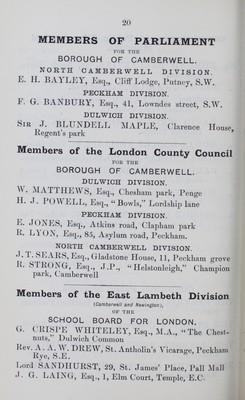 20
MEMBERS OF PARLIAMENT
FOR THE
BOROUGH OF CAMBERWELL.
NORTH CAMBERWELL DIVISION.
E. H. BAYLEY, Esq., Cliff Lodge, Putney, S.W.
PECKHAM DIVISION.
F. G. BANBURY, Esq., 41, Lowndes street, S.W.
DULWICH DIVISION.
SIR J. BLUNDELL MAPLE, Clarence House,
Regent's park
Members of the London County Council
FOR THE
BOROUGH OF CAMBERWELL.
DULWICH DIVISION.
W. MATTHEWS, Esq., Chesham park, Penge
H. J. POWELL, Esq., "Bowls," Lordship lane
PECKHAM DIVISION.
E. JONES, Esq., Atkins road, Clapham park
R. LYON, Esq., 85, Asylum road, Peckham.
NORTH CAMBERWELL DIVISION.
J. T. SEARS, Esq., Gladstone House, 11, Peckham grove
R. STRONG, Esq., J.P., "Helstonleigh," Champion
park, Camberwell
Members of the East Lambeth Division
(Camberwell and Newington),
OF THE
SCHOOL BOARD FOR LONDON.
G. CRISPE WHITELEY, Esq., M.A., "The Chest-
nuts," Dulwich Common
Rev. A. A. W. DREW, St. Antholin's Vicarage, Peckham
Rye, S.E.
Lord SANDHURST, 29, St. James' Place, Pall Mall
J. G. LAING, Esq., 1, Elm Court, Temple, E.C.